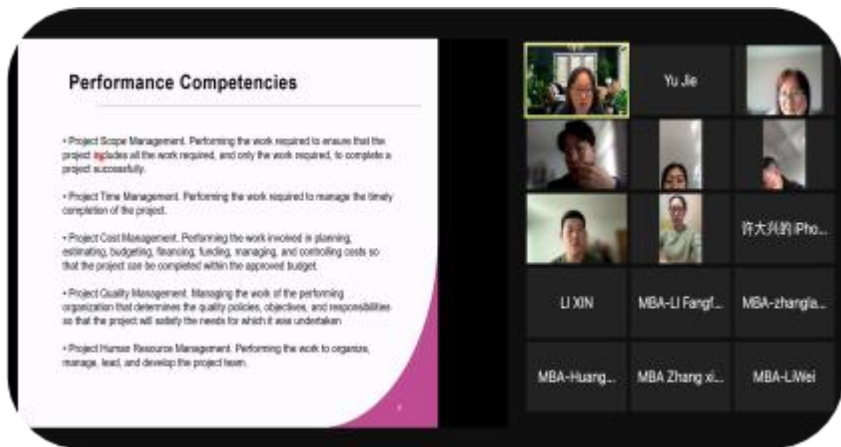 Performance Competencies
• Project Scope Management. Performing the work required to ensure that the
project includes all the work required, and only the work required, to complete a
project successfully.
• Project Time Management. Performing the work required to manage the timely
completion of the project.
• Project Cost Management. Performing the work involved in planning,
estimating, budgeting, financing, funding, managing, and controlling costs so
that the project can be completed within the approved budget
• Project Quality Management. Managing the work of the performing
organization that determines the quality policies, objectives, and responsibilities
so that the project will satisfy the needs for which it was undertaken
• Project Human Resource Management. Performing the work to organize,
manage, lead, and develop the project team.
Yu Jie
许大兴的 iPho...
LI XIN
MBA-LI Fangf...
MBA-zhangla...
MBA-Huang...
MBA Zhang xi...
MBA-LiWei